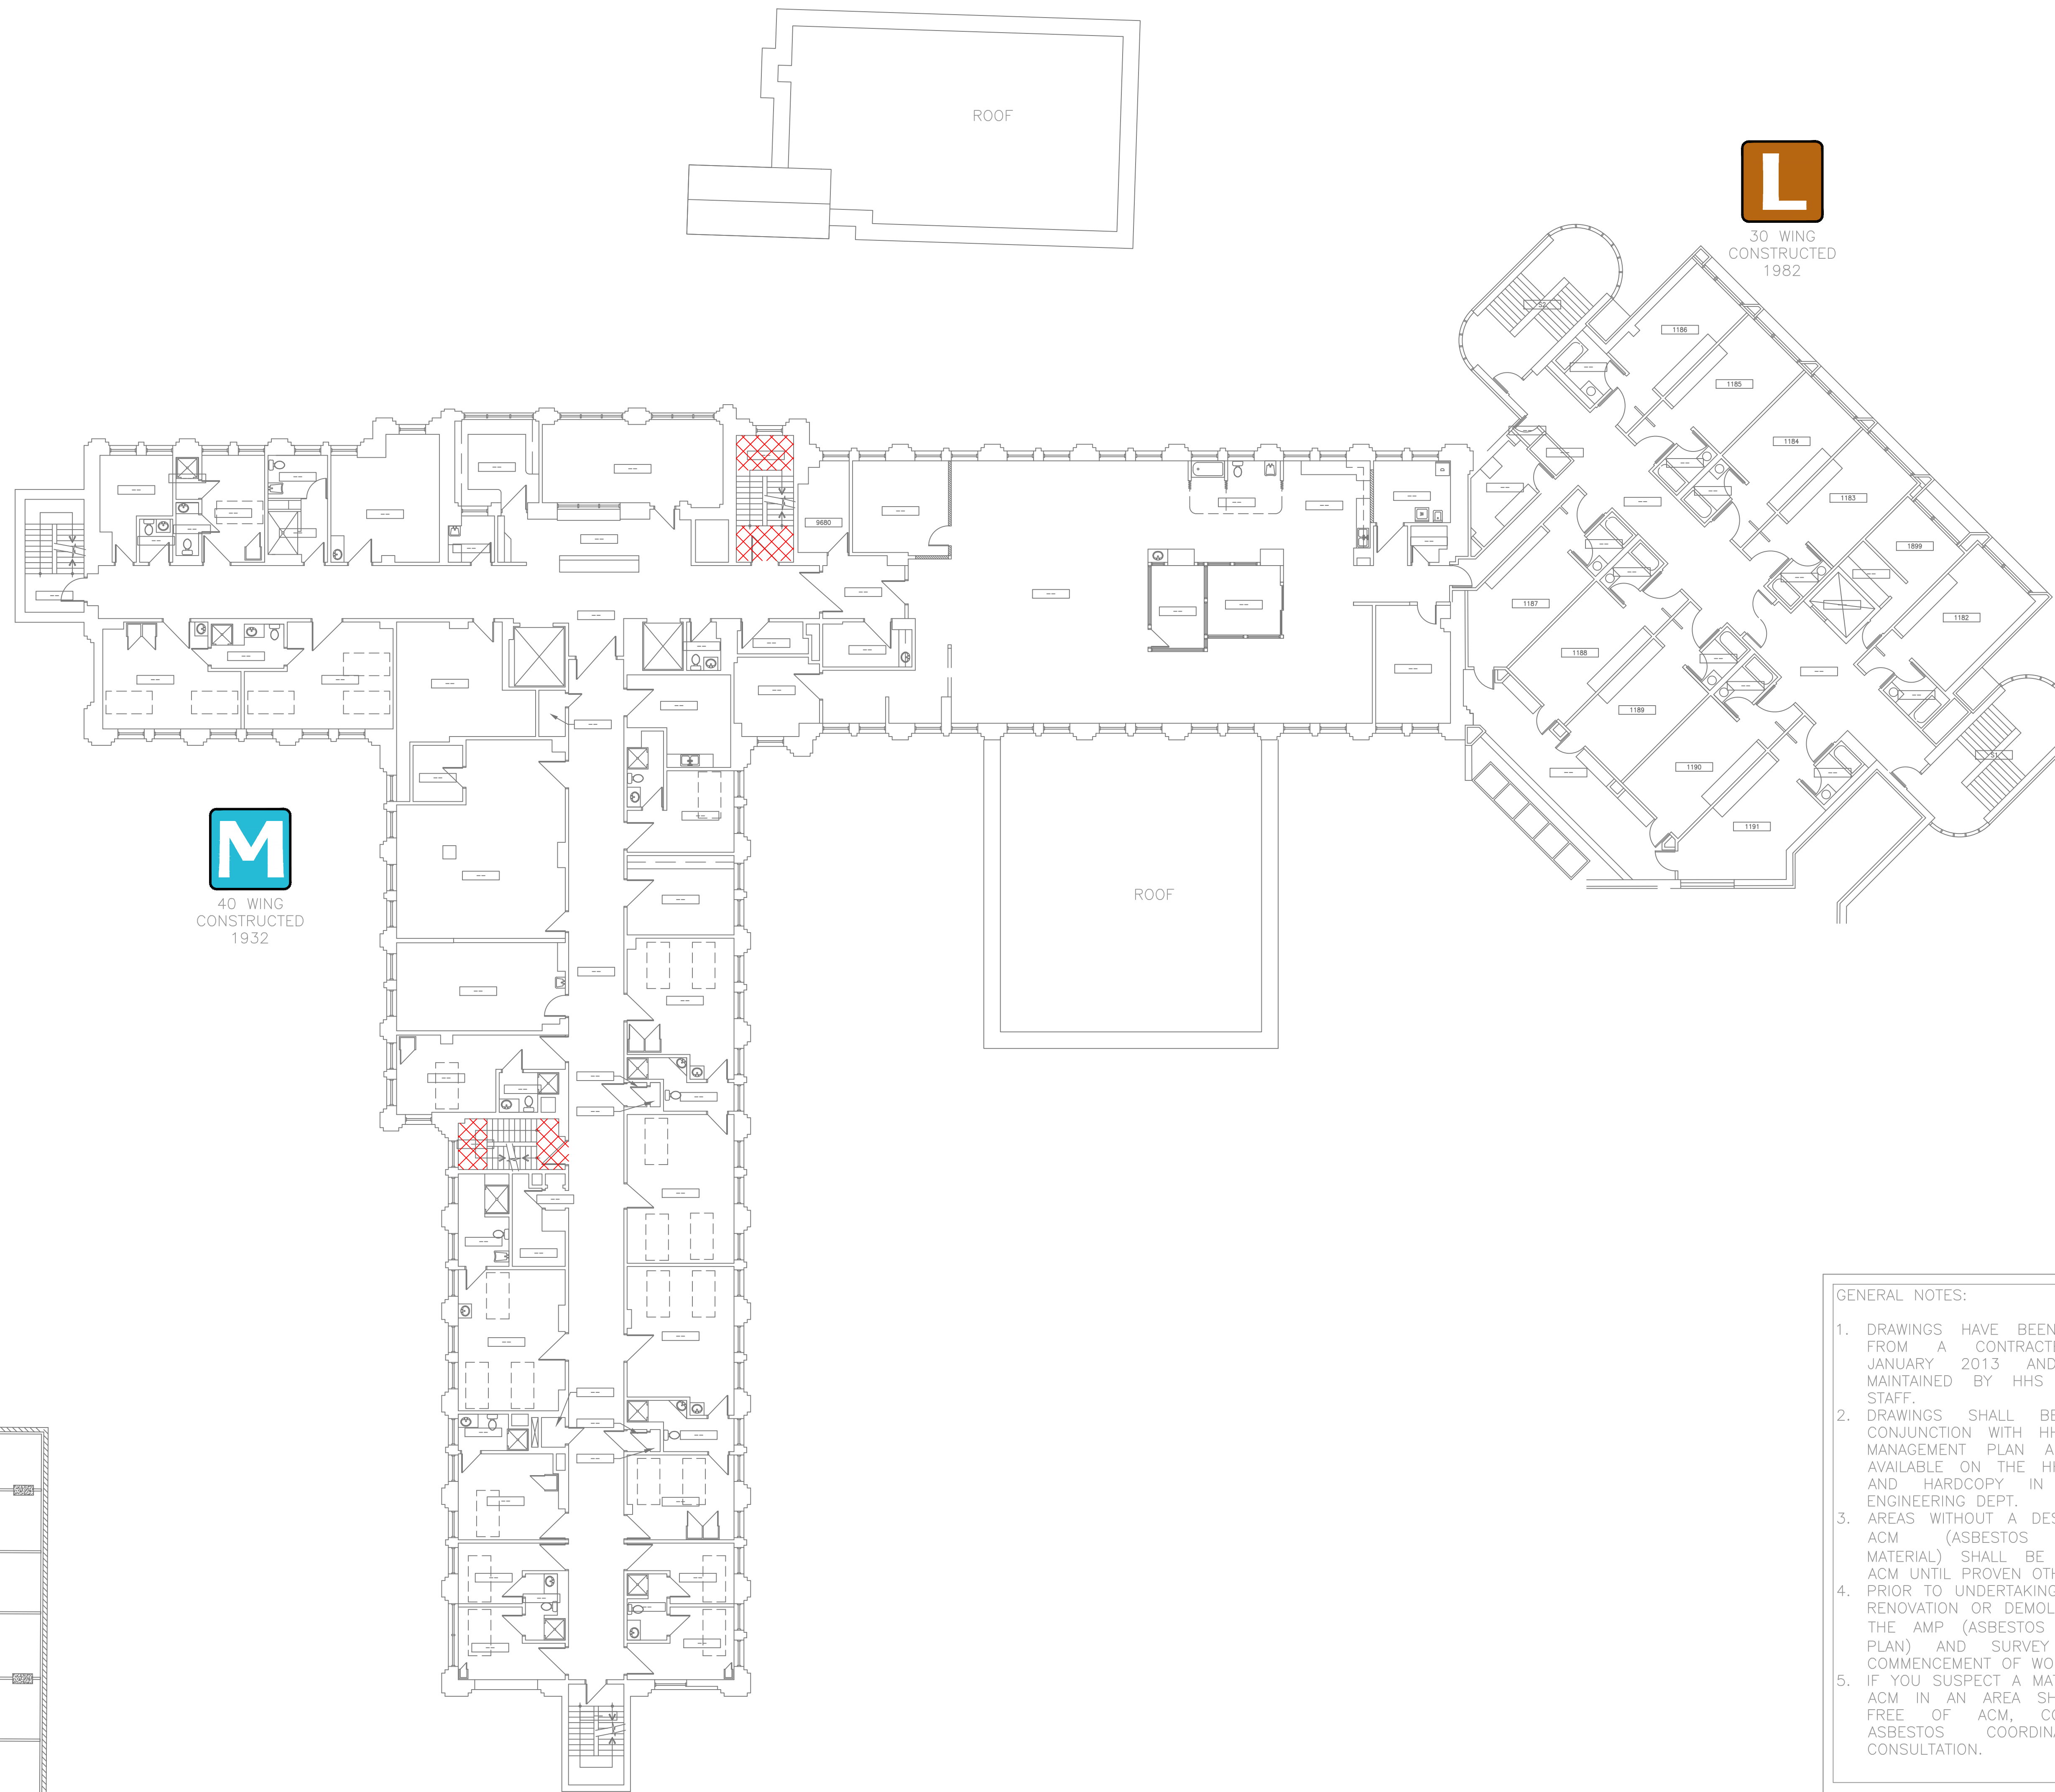 ROOF
L
30 WING
CONSTRUCTED
1982
S2
1186
1185
1184
1183
1899
1182
1187
1188
1189
1190
1191
S1
9680
M
40 WING
CONSTRUCTED
1932
ROOF
GENERAL NOTES:
1. DRAWINGS HAVE BEEN
FROM A
JANUARY 2013 AND
MAINTAINED BY HHS
STAFF.
2. DRAWINGS SHALL
CONJUNCTION WITH
MANAGEMENT PLAN
AVAILABLE ON THE
AND HARDCOPY IN
ENGINEERING DEPT.
3. AREAS WITHOUT A
ACM (ASBESTOS
MATERIAL) SHALL BE
ACM UNTIL PROVEN
4. PRIOR TO UNDERTAKING
RENOVATION OR
THE AMP (ASBESTOS
PLAN) AND SURVEY
COMMENCEMENT OF
5. IF YOU SUSPECT A
ACM IN AN AREA
FREE OF ACM,
ASBESTOS
CONSULTATION.